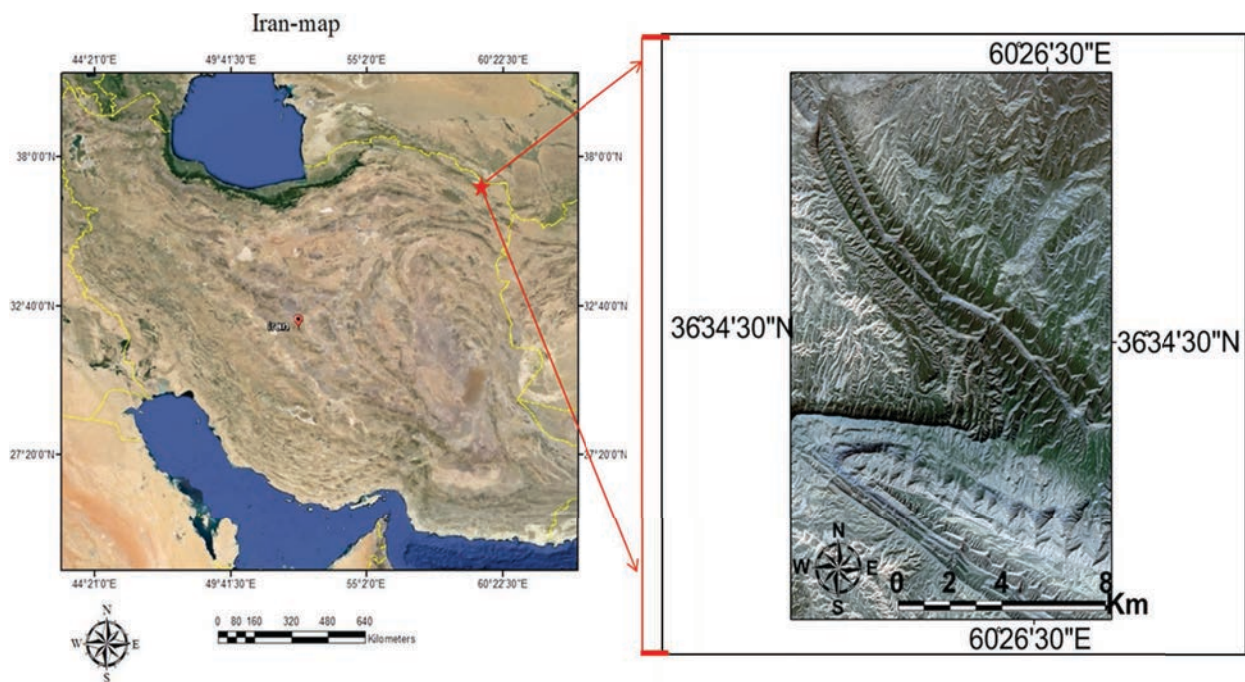 Iran-map
44°21'0"E 49°41'30"E 55°2'0"E 60°22'30"E
38°0'0"N 38°0'0"N
32°40'0"N 32°40'0"N
27°20'0"N 27°20'0"N
44°21'0"E 49°41'30"E 55°2'0"E 60°22'30"E
N
W E
S
0 80 160 320 480 640
Kilometers
60°26'30"E
36°34'30"N 36°34'30"N
N
W E
S
0 2 4 8
Km
60°26'30"E